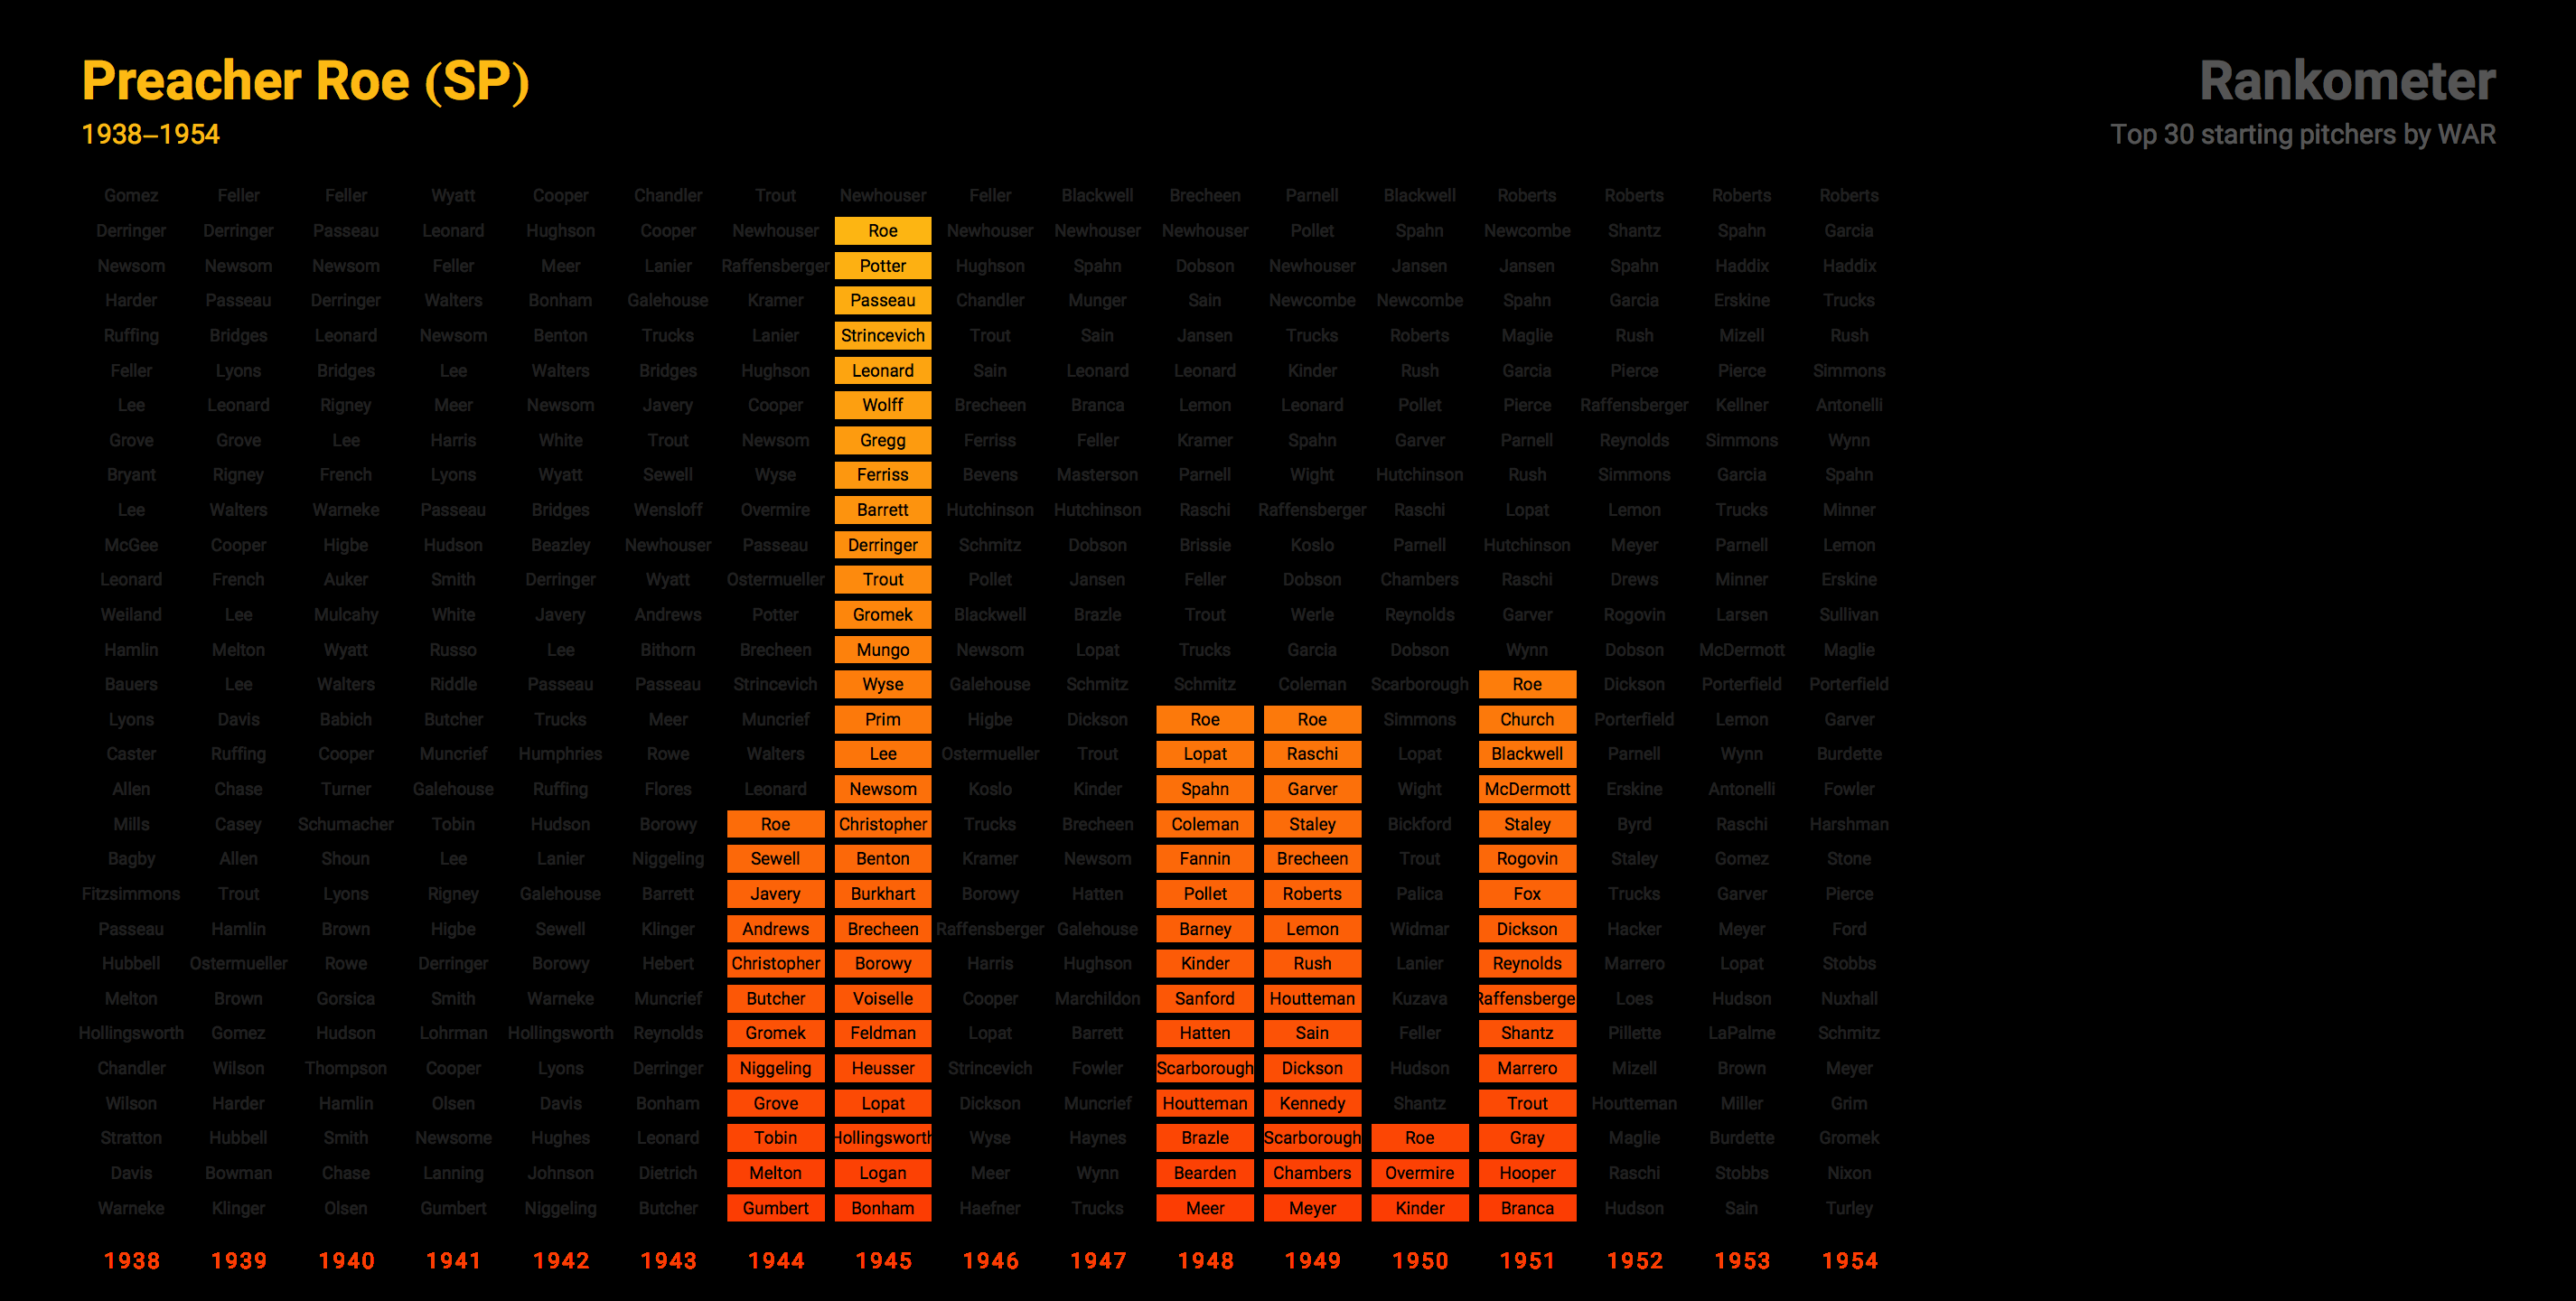 Preacher Roe (SP)
Rankometer
1938–1954
Top 30 starting pitchers by WAR
Gomez Feller Feller Wyatt Cooper Chandler Trout Newhouser Feller Blackwell Brecheen Parnell Blackwell Roberts Roberts Roberts Roberts
Derringer Derringer Passeau Leonard Hughson Cooper Newhouser Roe Newhouser Newhouser Newhouser Pollet Spahn Newcombe Shantz Spahn Garcia
Newsom Newsom Newsom Feller Meer Lanier Raffensberger Potter Hughson Spahn Dobson Newhouser Jansen Jansen Spahn Haddix Haddix
Harder Passeau Derringer Walters Bonham Galehouse Kramer Passeau Chandler Munger Sain Newcombe Newcombe Spahn Garcia Erskine Trucks
Ruffing Bridges Leonard Newsom Benton Trucks Lanier Strincevich Trout Sain Jansen Trucks Roberts Maglie Rush Mizell Rush
Feller Lyons Bridges Lee Walters Bridges Hughson Leonard Sain Leonard Leonard Kinder Rush Garcia Pierce Pierce Simmons
Lee Leonard Rigney Meer Newsom Javery Cooper Wolff Brecheen Branca Lemon Leonard Pollet Pierce Raffensberger Kellner Antonelli
Grove Grove Lee Harris White Trout Newsom Gregg Ferriss Feller Kramer Spahn Garver Parnell Reynolds Simmons Wynn
Bryant Rigney French Lyons Wyatt Sewell Wyse Ferriss Bevens Masterson Parnell Wight Hutchinson Rush Simmons Garcia Spahn
Lee Walters Warneke Passeau Bridges Wensloff Overmire Barrett Hutchinson Hutchinson Raschi Raffensberger Raschi Lopat Lemon Trucks Minner
McGee Cooper Higbe Hudson Beazley Newhouser Passeau Derringer Schmitz Dobson Brissie Koslo Parnell Hutchinson Meyer Parnell Lemon
Leonard French Auker Smith Derringer Wyatt Ostermueller Trout Pollet Jansen Feller Dobson Chambers Raschi Drews Minner Erskine
Weiland Lee Mulcahy White Javery Andrews Potter Gromek Blackwell Brazle Trout Werle Reynolds Garver Rogovin Larsen Sullivan
Hamlin Melton Wyatt Russo Lee Bithorn Brecheen Mungo Newsom Lopat Trucks Garcia Dobson Wynn Dobson McDermott Maglie
Bauers Lee Walters Riddle Passeau Passeau Strincevich Wyse Galehouse Schmitz Schmitz Coleman Scarborough Roe Dickson Porterfield Porterfield
Lyons Davis Babich Butcher Trucks Meer Muncrief Prim Higbe Dickson Roe Roe Simmons Church Porterfield Lemon Garver
Caster Ruffing Cooper Muncrief Humphries Rowe Walters Lee Ostermueller Trout Lopat Raschi Lopat Blackwell Parnell Wynn Burdette
Allen Chase Turner Galehouse Ruffing Flores Leonard Newsom Koslo Kinder Spahn Garver Wight McDermott Erskine Antonelli Fowler
Mills Casey Schumacher Tobin Hudson Borowy Roe Christopher Trucks Brecheen Coleman Staley Bickford Staley Byrd Raschi Harshman
Bagby Allen Shoun Lee Lanier Niggeling Sewell Benton Kramer Newsom Fannin Brecheen Trout Rogovin Staley Gomez Stone
Fitzsimmons Trout Lyons Rigney Galehouse Barrett Javery Burkhart Borowy Hatten Pollet Roberts Palica Fox Trucks Garver Pierce
Passeau Hamlin Brown Higbe Sewell Klinger Andrews Brecheen Raffensberger Galehouse Barney Lemon Widmar Dickson Hacker Meyer Ford
Hubbell Ostermueller Rowe Derringer Borowy Hebert Christopher Borowy Harris Hughson Kinder Rush Lanier Reynolds Marrero Lopat Stobbs
Melton Brown Gorsica Smith Warneke Muncrief Butcher Voiselle Cooper Marchildon Sanford Houtteman Kuzava Raffensberge Loes Hudson Nuxhall
Hollingsworth Gomez Hudson Lohrman Hollingsworth Reynolds Gromek Feldman Lopat Barrett Hatten Sain Feller Shantz Pillette LaPalme Schmitz
Chandler Wilson Thompson Cooper Lyons Derringer Niggeling Heusser Strincevich Fowler Scarborough Dickson Hudson Marrero Mizell Brown Meyer
Wilson Harder Hamlin Olsen Davis Bonham Grove Lopat Dickson Muncrief Houtteman Kennedy Shantz Trout Houtteman Miller Grim
Stratton Hubbell Smith Newsome Hughes Leonard Tobin Hollingsworth Wyse Haynes Brazle Scarborough Roe Gray Maglie Burdette Gromek
Davis Bowman Chase Lanning Johnson Dietrich Melton Logan Meer Wynn Bearden Chambers Overmire Hooper Raschi Stobbs Nixon
Warneke Klinger Olsen Gumbert Niggeling Butcher Gumbert Bonham Haefner Trucks Meer Meyer Kinder Branca Hudson Sain Turley
1938 1939 1940 1941 1942 1943 1944 1945 1946 1947 1948 1949 1950 1951 1952 1953 1954